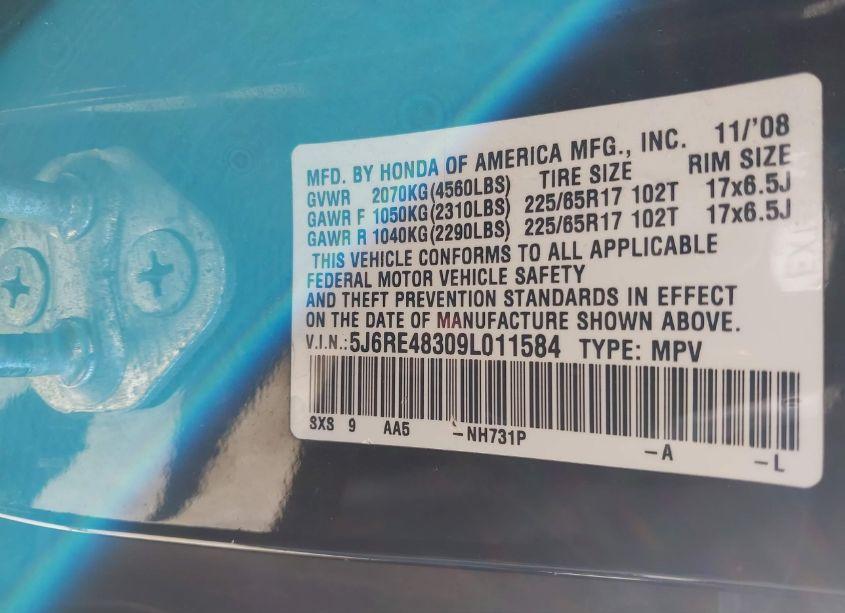 MFD. BY HONDA OF AMERICA MFG., INC. 11/'08
GVWR 2070KG(4560LBS) TIRE SIZE RIM SIZE
GAWR F 1050KG(2310LBS) 225/65R17 102T 17x6.5J
GAWR R 1040KG(2290LBS) 225/65R17 102T 17x6.5J
THIS VEHICLE CONFORMS TO ALL APPLICABLE
FEDERAL MOTOR VEHICLE SAFETY
AND THEFT PREVENTION STANDARDS IN EFFECT
ON THE DATE OF MANUFACTURE SHOWN ABOVE.
V.I.N.:5J6RE48309L011584 TYPE: MPV
SXS 9 AA5 -NH731P -A -L